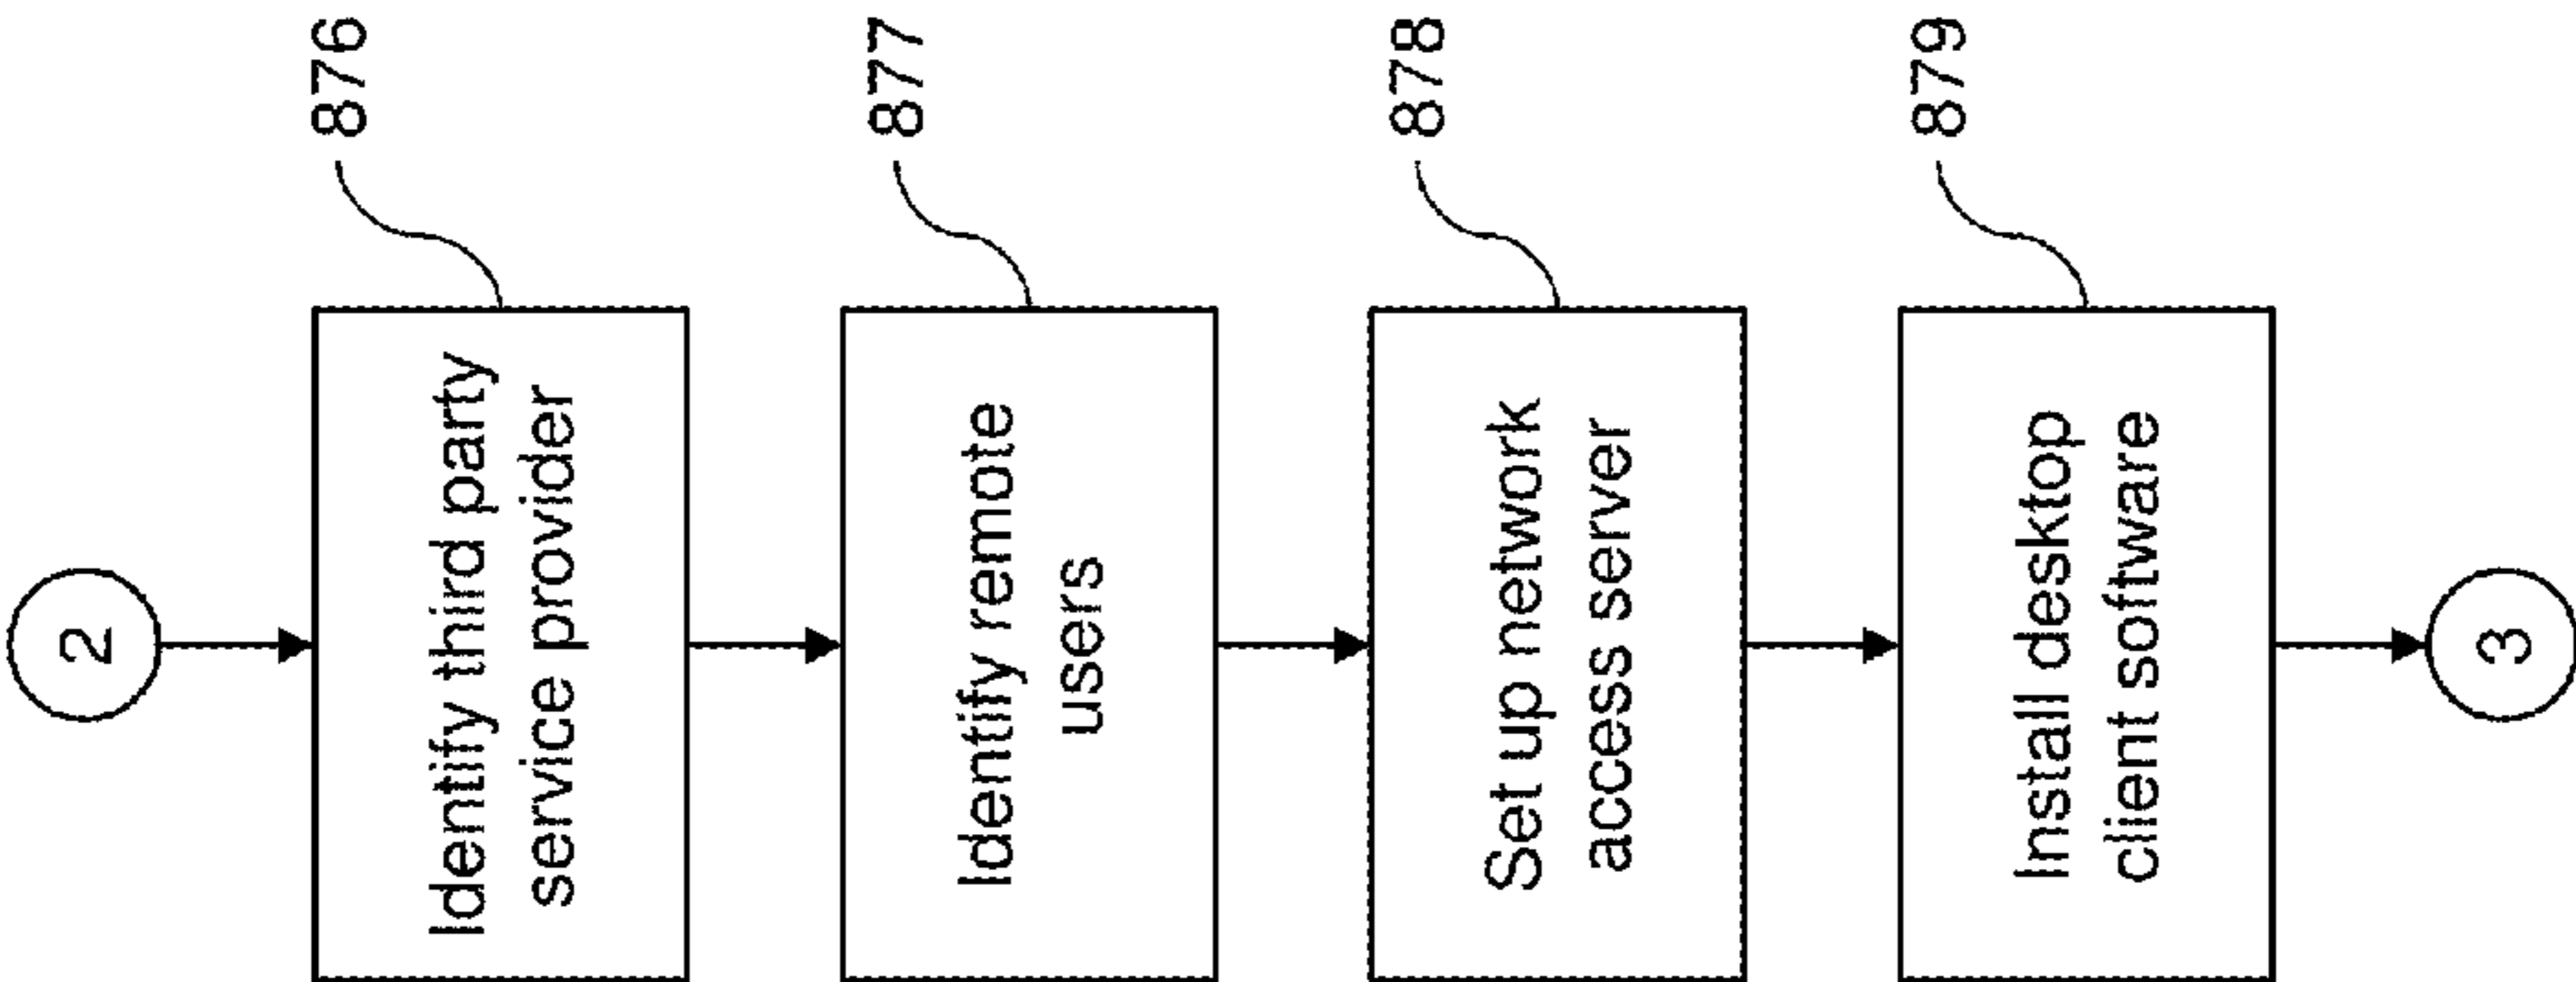 2
Identify third party
service provider
876
Identify remote
users
877
Set up network
access server
878
Install desktop
client software
879
3